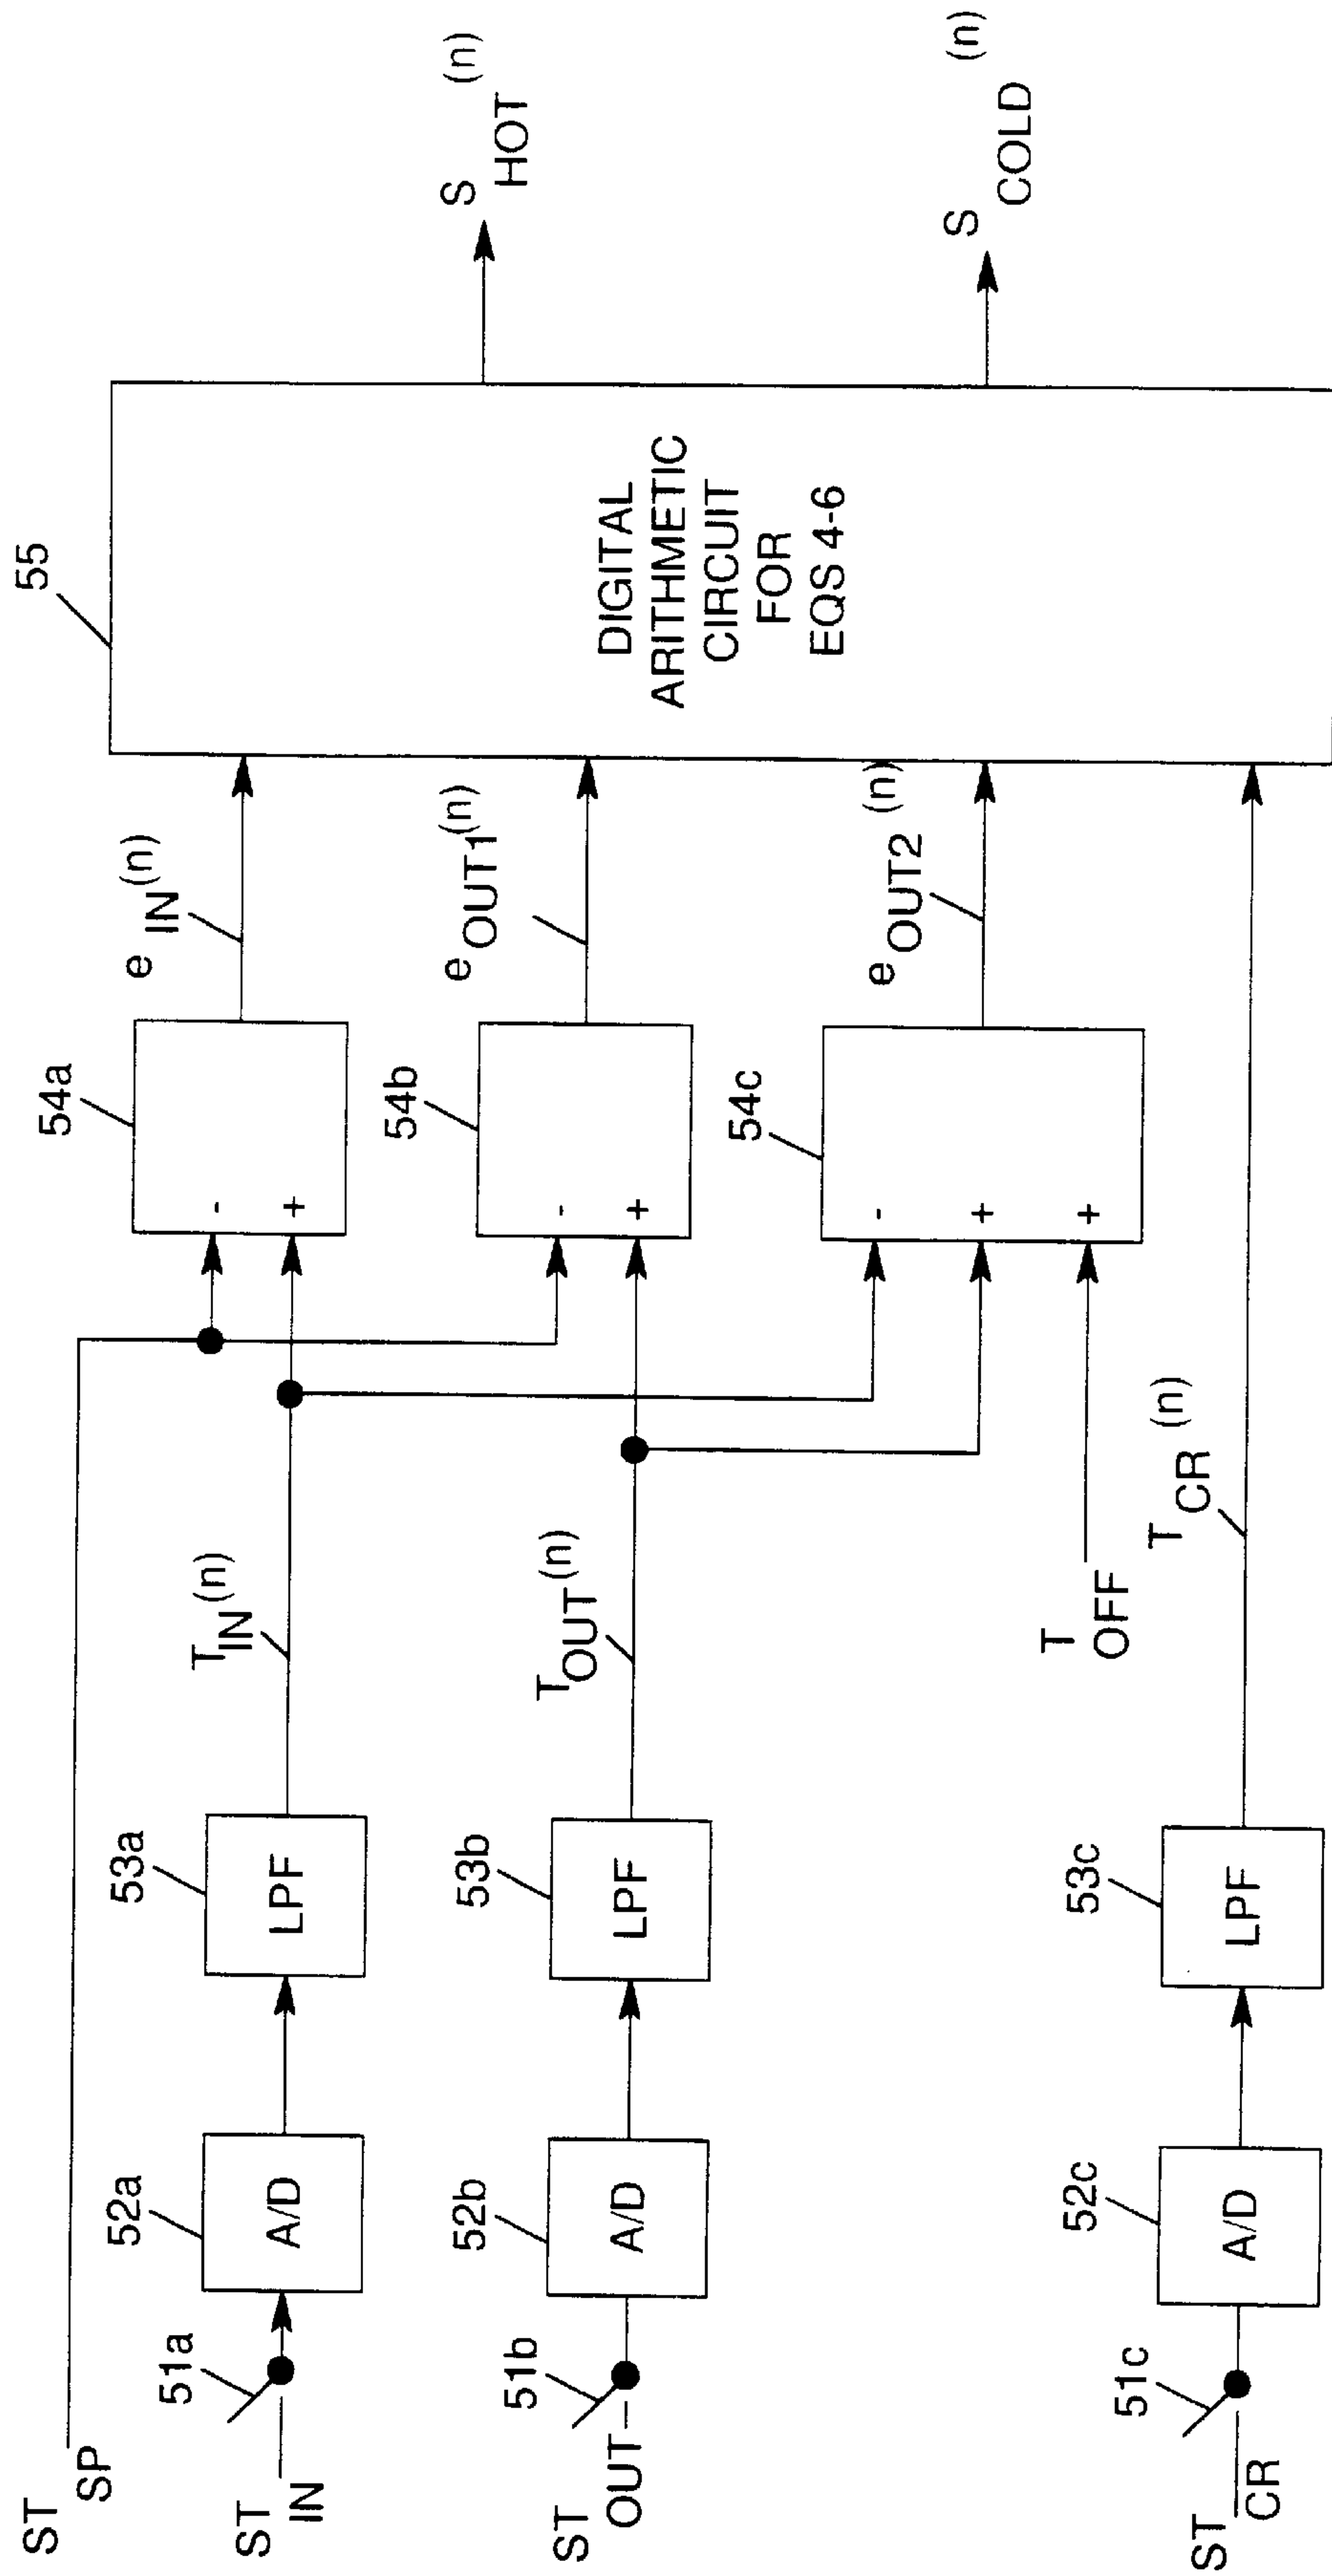 ST SP
ST IN
51a
52a
A/D
53a
LPF
T IN (n)
54a
-
+
e IN (n)
ST OUT
51b
52b
A/D
53b
LPF
T OUT (n)
54b
-
+
e OUT1 (n)
54c
-
+
+
e OUT2 (n)
T OFF
ST CR
51c
52c
A/D
53c
LPF
T CR (n)
55
DIGITAL
ARITHMETIC
CIRCUIT
FOR
EQS 4-6
S HOT (n)
S COLD (n)